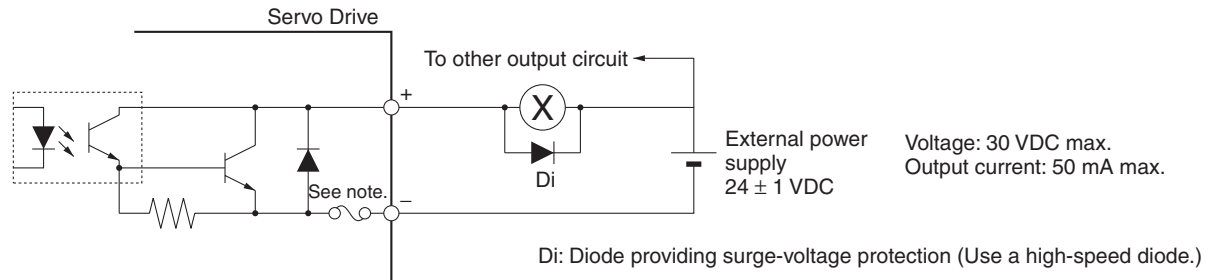 Servo Drive
To other output circuit
+
X
Di
External power
supply
24 ± 1 VDC
Voltage: 30 VDC max.
Output current: 50 mA max.
See note.
−
Di: Diode providing surge-voltage protection (Use a high-speed diode.)